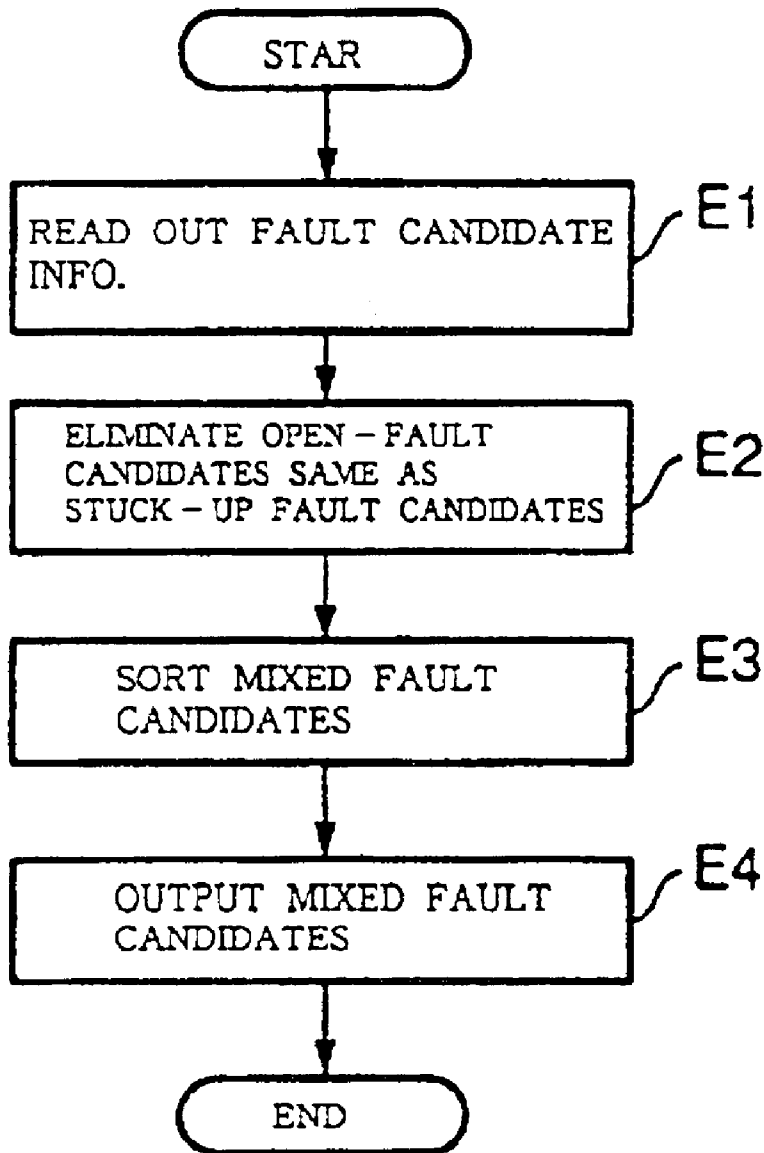 STAR
READ OUT FAULT CANDIDATE
INFO.
E1
ELIMINATE OPEN-FAULT
CANDIDATES SAME AS
STUCK-UP FAULT CANDIDATES
E2
SORT MIXED FAULT
CANDIDATES
E3
OUTPUT MIXED FAULT
CANDIDATES
E4
END